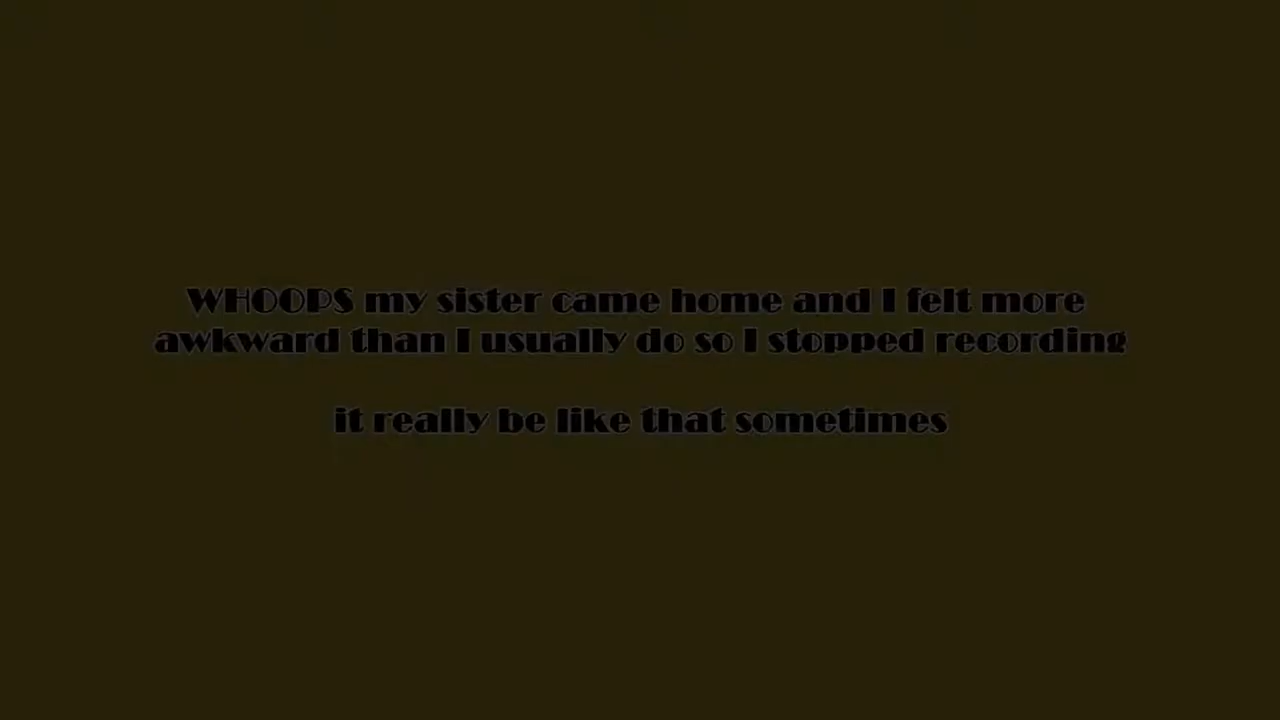 WHOOPS my sister came home and I felt more
awkward than I usually do so I stopped recording
it really be like that sometimes